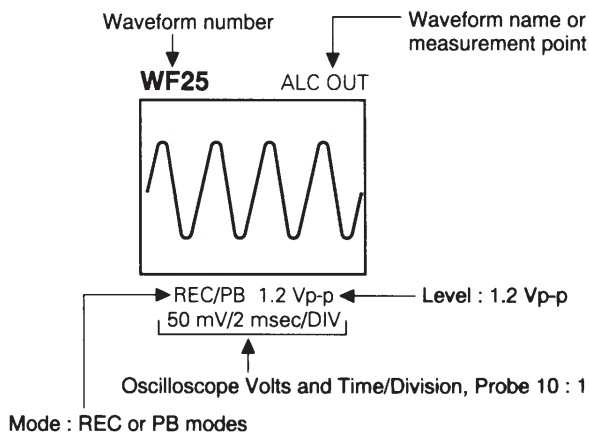 Waveform number
Waveform name or
measurement point
WF25 ALC OUT
REC/PB 1.2 Vp-p
Level : 1.2 Vp-p
50 mV/2 msec/DIV
Oscilloscope Volts and Time/Division, Probe 10 : 1
Mode : REC or PB modes